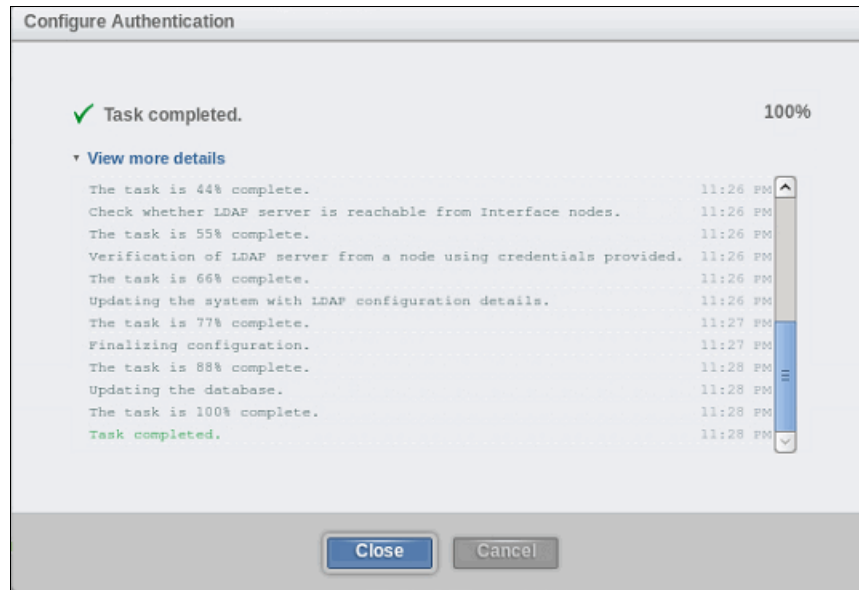 Configure Authentication
Task completed. 100%
View more details
The task is 44% complete. 11:26 PM
Check whether LDAP server is reachable from Interface nodes. 11:26 PM
The task is 55% complete. 11:26 PM
Verification of LDAP server from a node using credentials provided. 11:26 PM
The task is 66% complete. 11:26 PM
Updating the system with LDAP configuration details. 11:26 PM
The task is 77% complete. 11:27 PM
Finalizing configuration. 11:27 PM
The task is 88% complete. 11:28 PM
Updating the database. 11:28 PM
The task is 100% complete. 11:28 PM
Task completed. 11:28 PM
Close Cancel